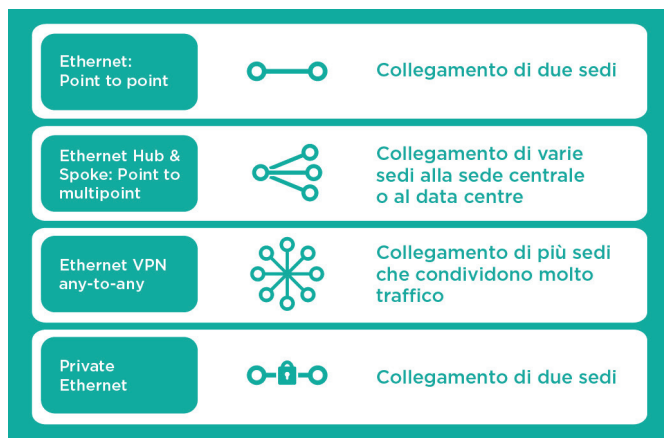 Ethernet:
Point to point
Collegamento di due sedi
Ethernet Hub &
Spoke: Point to
multipoint
Collegamento di varie
sedi alla sede centrale
o al data centre
Ethernet VPN
any-to-any
Collegamento di più sedi
che condividono molto
traffico
Private
Ethernet
Collegamento di due sedi